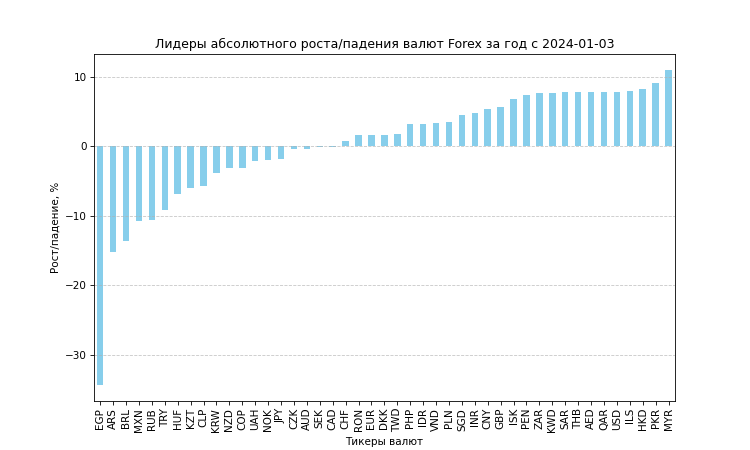 Лидеры абсолютного роста/падения валют Forex за год с 2024-01-03
10
0
−10
−20
−30
Рост/падение, %
EGP
ARS
BRL
MXN
RUB
TRY
HUF
KZT
CLP
KRW
NZD
COP
UAH
NOK
JPY
CZK
AUD
SEK
CAD
CHF
RON
EUR
DKK
TWD
PHP
IDR
VND
PLN
SGD
INR
CNY
GBP
ISK
PEN
ZAR
KWD
SAR
THB
AED
QAR
USD
ILS
HKD
PKR
MYR
Тикеры валют